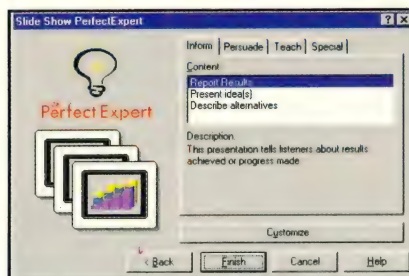 Slide Show PerfectExpert
Inform Persuade Teach Special
Perfect Expert
Content
Report Results
Present idea(s)
Describe alternatives
Description
This presentation tells listeners about results
achieved or progress made
Customize
< Back Finish Cancel Help